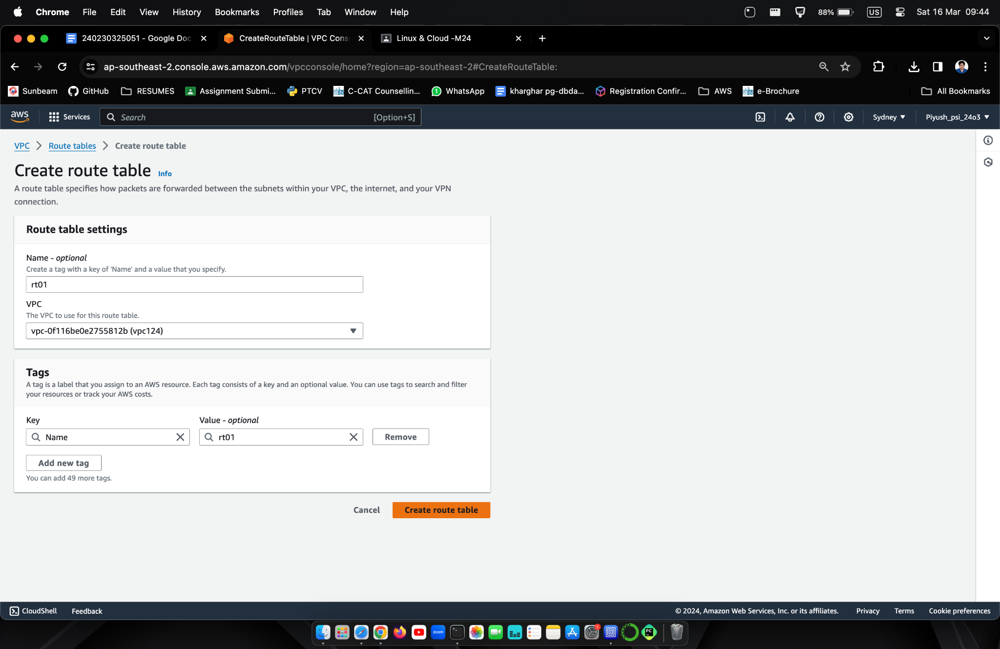 Chrome File Edit View History Bookmarks Profiles Tab Window Help 88% US Sat 16 Mar 09:44
240230325051 - Google Doc CreateRouteTable | VPC Cons Linux & Cloud -M24
ap-southeast-2.console.aws.amazon.com/vpcconsole/home?region=ap-southeast-2#CreateRouteTable:
Sunbeam GitHub RESUMES Assignment Submi... PTCV C-CAT Counsellin... WhatsApp kharghar pg-dbda... Registration Confir... AWS e-Brochure All Bookmarks
aws Services Search [Option+S] Sydney Piyush_psi_24o3
VPC Route tables Create route table
Create route table Info
A route table specifies how packets are forwarded between the subnets within your VPC, the internet, and your VPN
connection.
Route table settings
Name - optional
Create a tag with a key of 'Name' and a value that you specify.
rt01
VPC
The VPC to use for this route table.
vpc-0f116be0e2755812b (vpc124)
Tags
A tag is a label that you assign to an AWS resource. Each tag consists of a key and an optional value. You can use tags to search and filter
your resources or track your AWS costs.
Key Value - optional
Name rt01 Remove
Add new tag
You can add 49 more tags.
Cancel Create route table
CloudShell Feedback © 2024, Amazon Web Services, Inc. or its affiliates. Privacy Terms Cookie preferences
zoom 1 PC